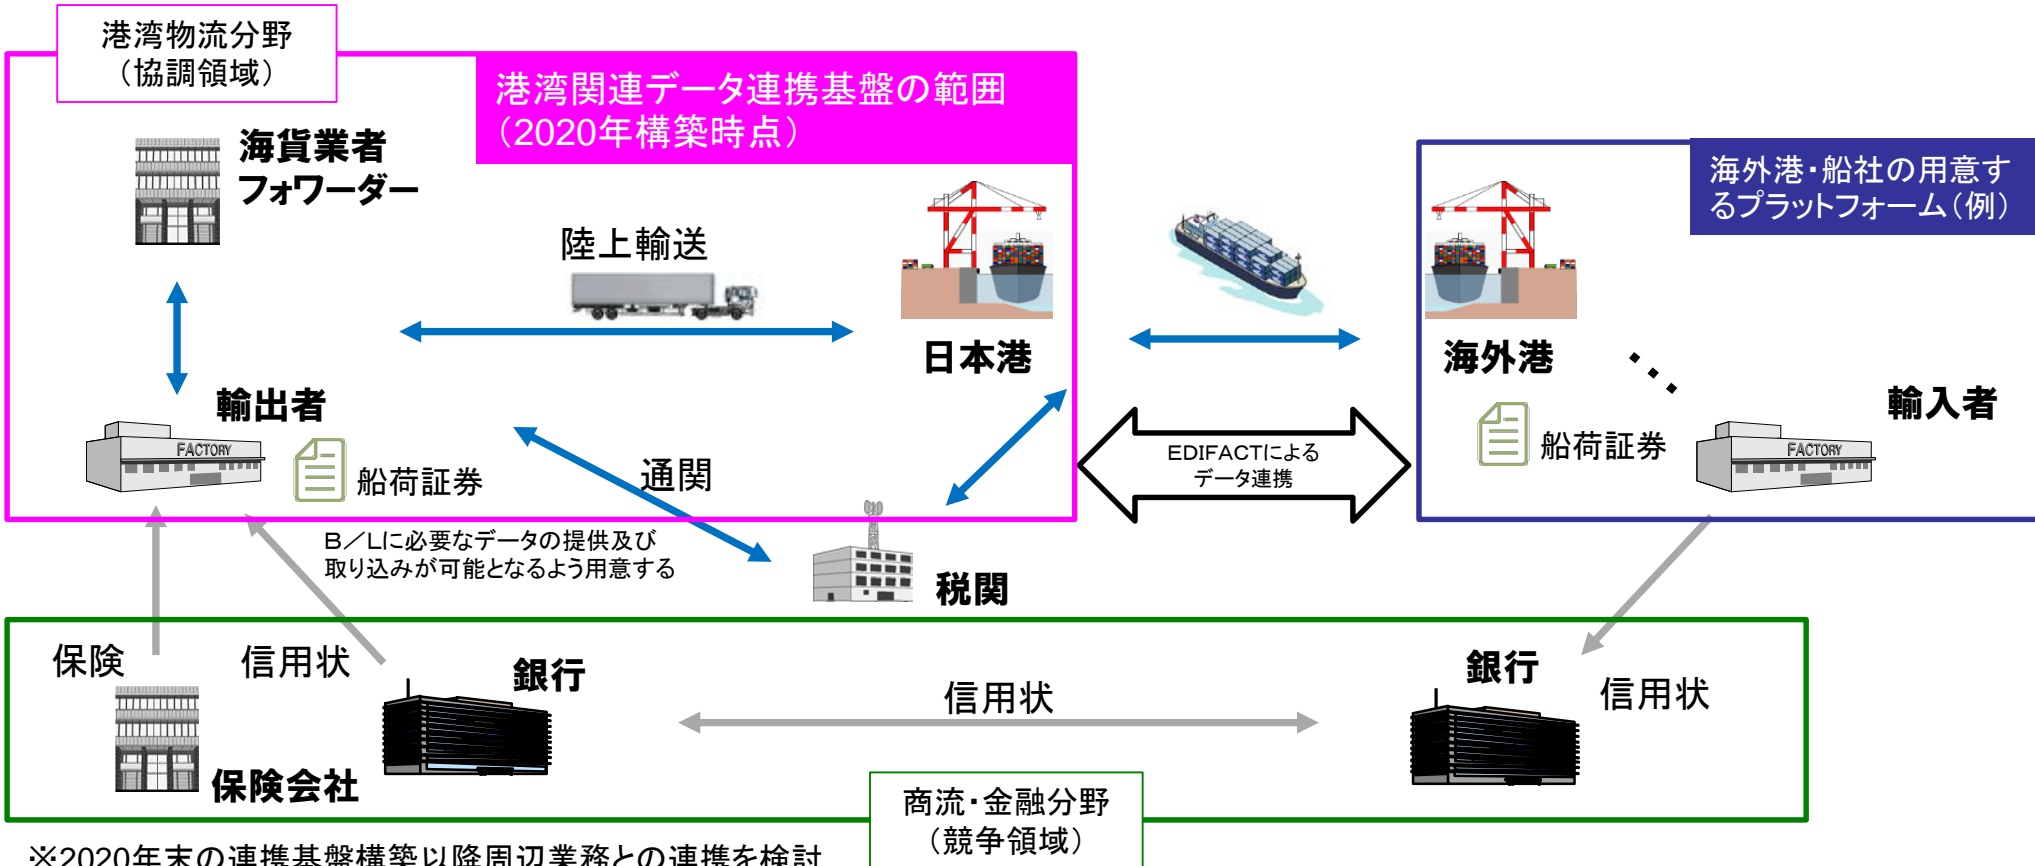 港湾物流分野
（協調領域）
港湾関連データ連携基盤の範囲
（2020年構築時点）
海貨業者
フォワーダー
海外港・船社の用意す
るプラットフォーム（例）
陸上輸送
日本港
海外港
輸出者
輸入者
FACTORY
船荷証券
通関
EDIFACTによる
データ連携
船荷証券
FACTORY
B／Lに必要なデータの提供及び
取り込みが可能となるよう用意する
税関
保険
信用状
銀行
信用状
銀行
信用状
保険会社
商流・金融分野
（競争領域）
※2020年末の連携基盤構築以降周辺業務との連携を検討